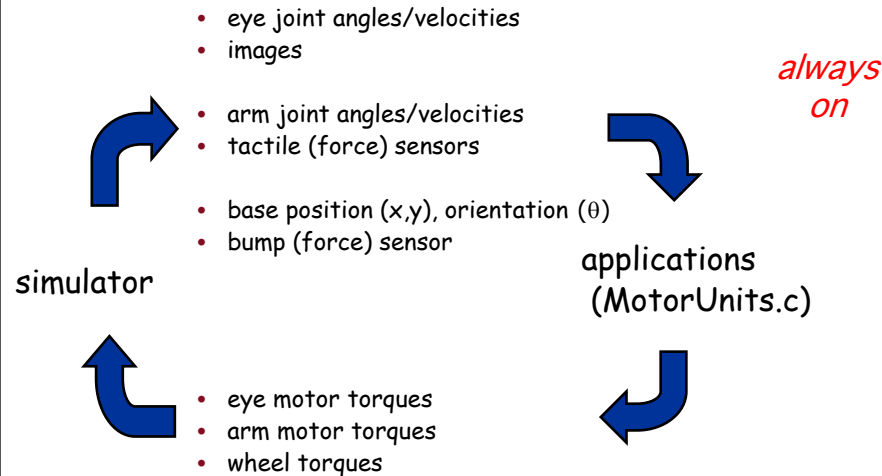 • eye joint angles/velocities
• images
always
on
• arm joint angles/velocities
• tactile (force) sensors
• base position (x,y), orientation (θ)
• bump (force) sensor
simulator
applications
(MotorUnits.c)
• eye motor torques
• arm motor torques
• wheel torques